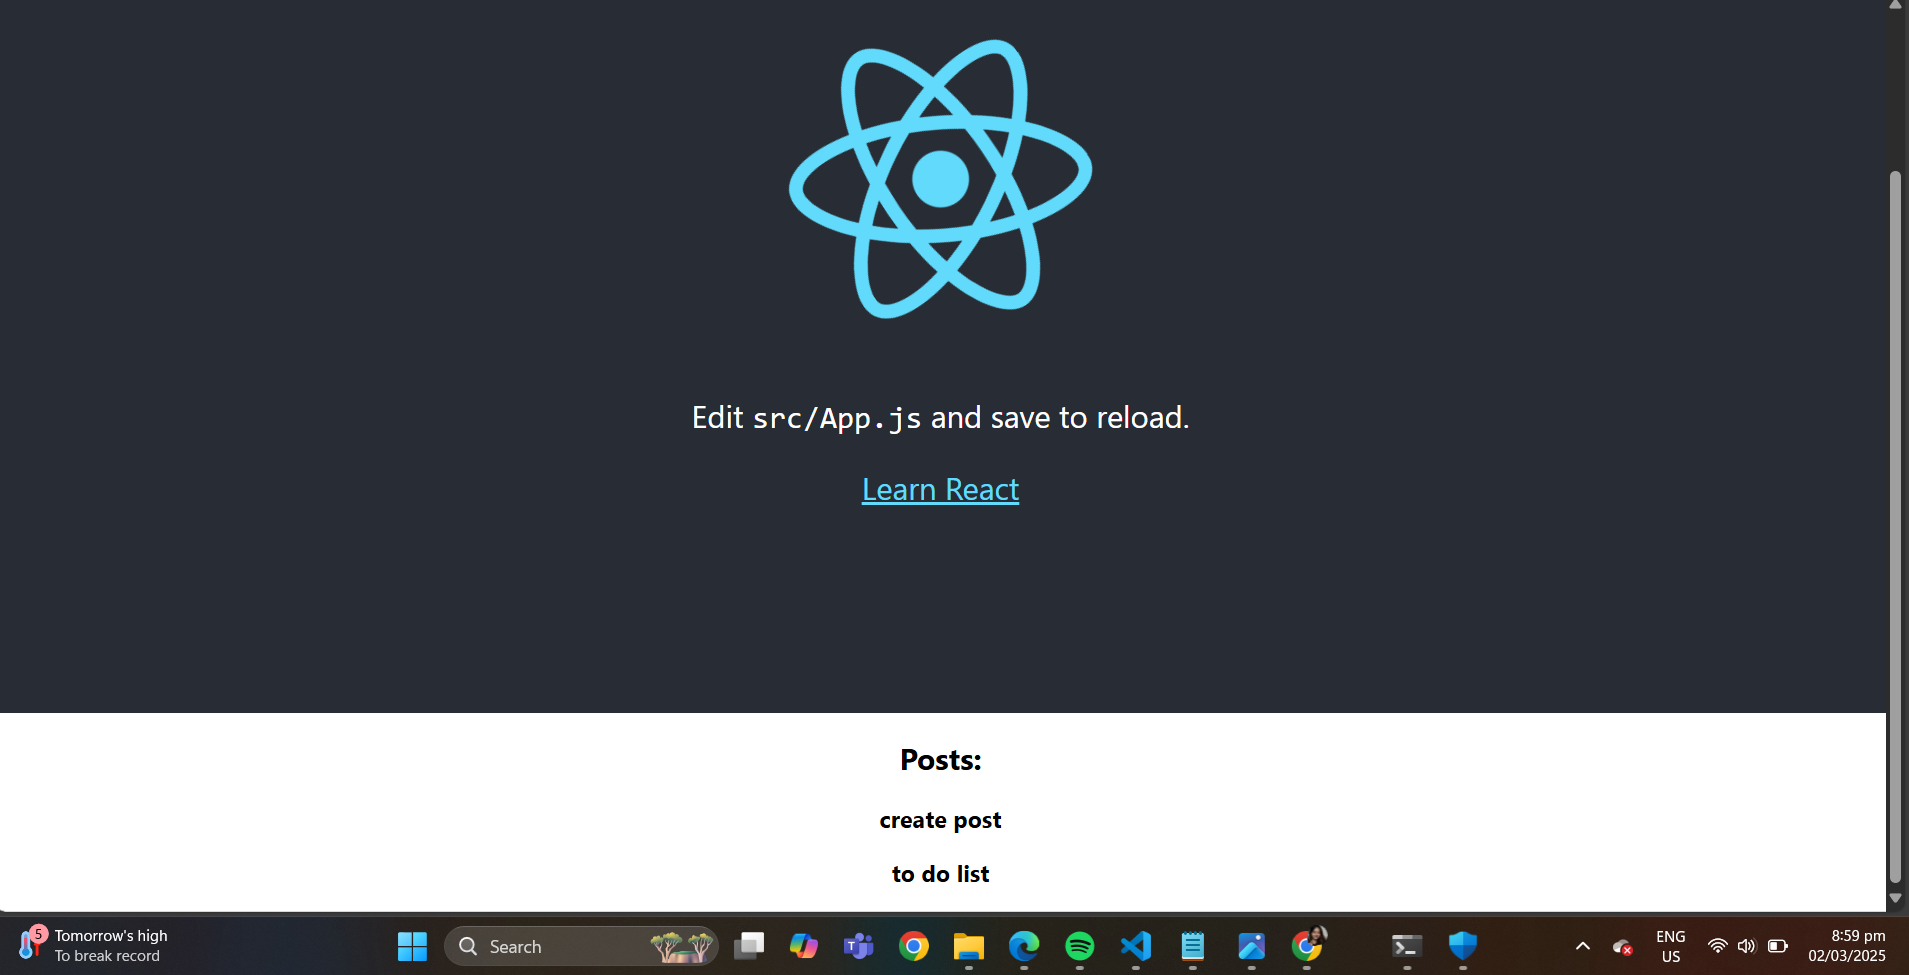 Edit src/App.js and save to reload.
Learn React
Posts:
create post
to do list
5
Tomorrow's high
To break record
Search
ENG
US
8:59 pm
02/03/2025